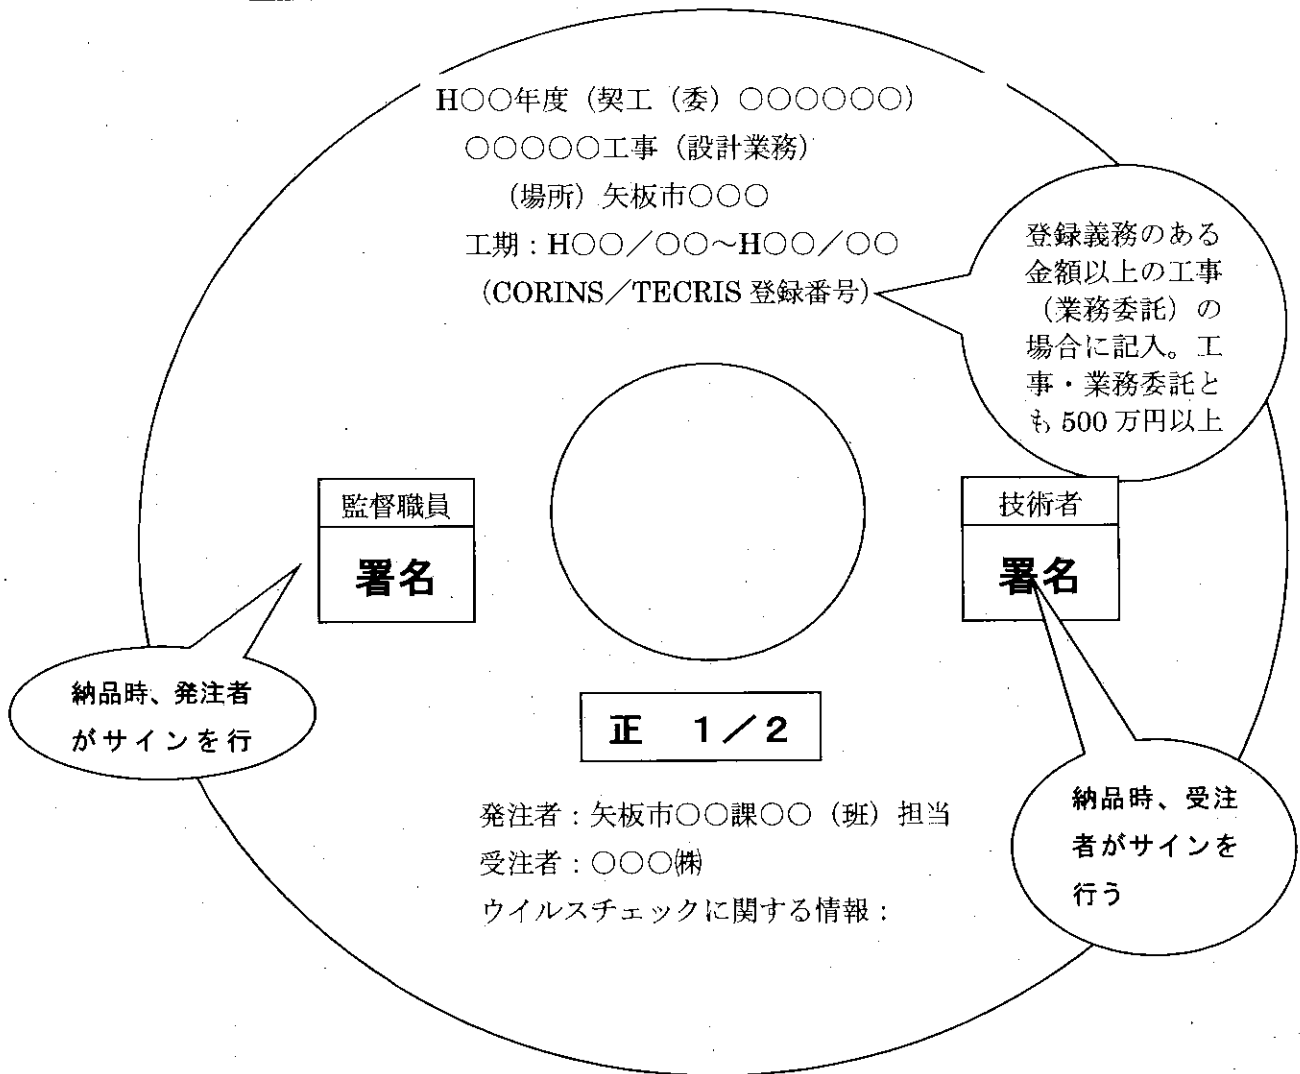 H○○年度（契工（委）○○○○○○）
○○○○○工事（設計業務）
（場所）矢板市○○○
工期：H○○／○○～H○○／○○
（CORINS／TECRIS 登録番号）
登録義務のある
金額以上の工事
（業務委託）の
場合に記入。工
事・業務委託と
も 500 万円以上
監督職員
署名
技術者
署名
納品時、発注者
がサインを行
正　1／2
納品時、受注
者がサインを
行う
発注者：矢板市○○課○○（班）担当
受注者：○○○㈱
ウイルスチェックに関する情報：